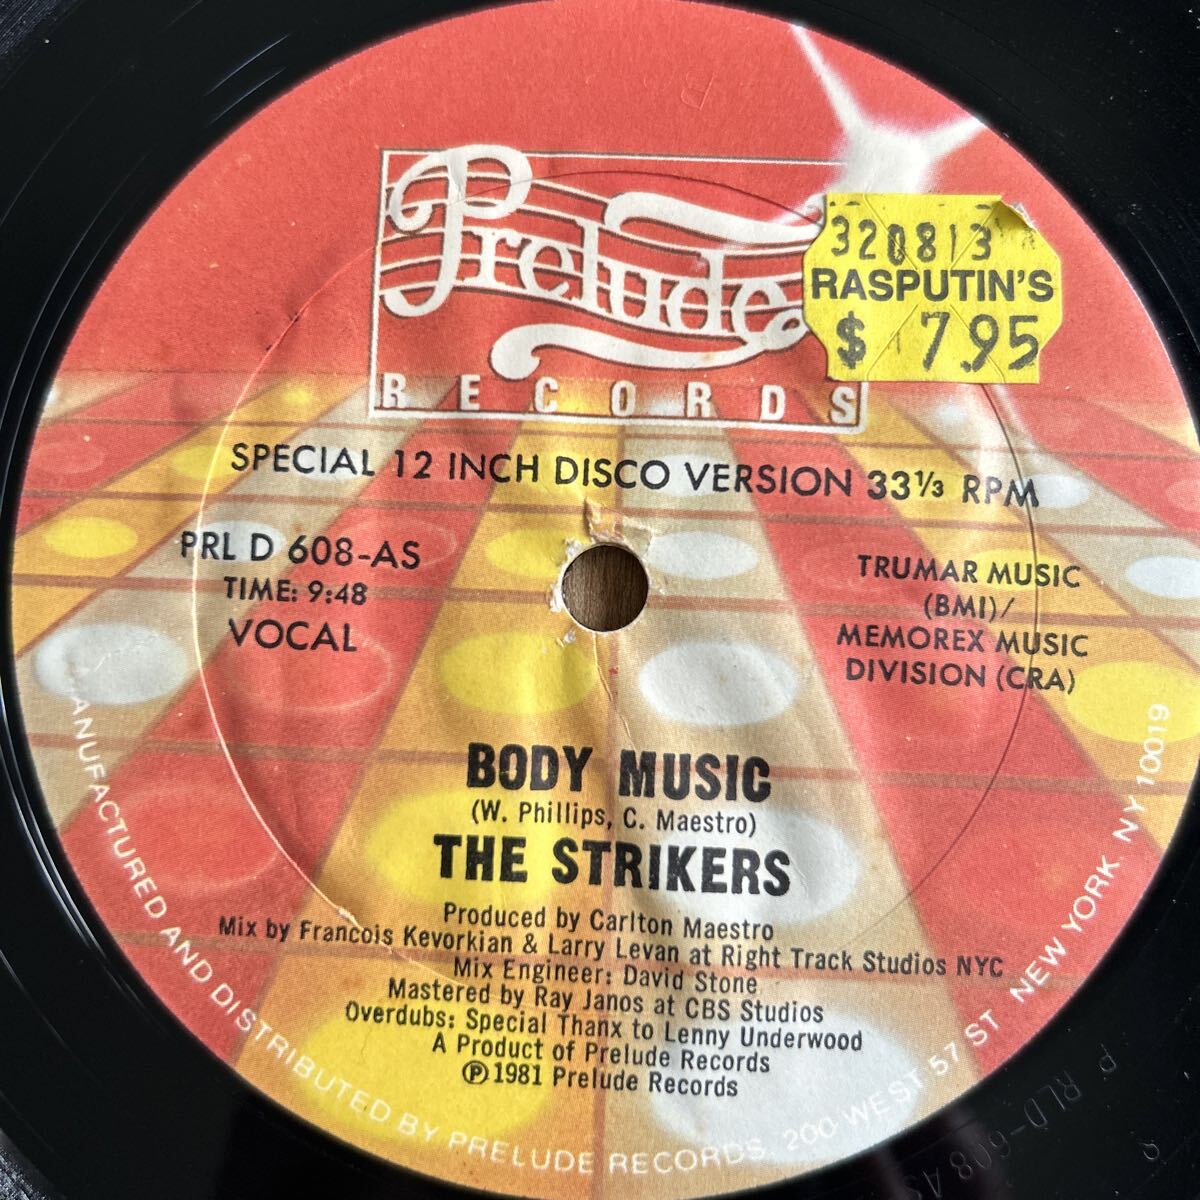 Prelude
RECORDS
320813
RASPUTIN'S
$ 7.95
SPECIAL 12 INCH DISCO VERSION 33⅓ RPM
PRL D 608-AS
TIME: 9:48
VOCAL
TRUMAR MUSIC
(BMI)/
MEMOREX MUSIC
DIVISION (CRA)
BODY MUSIC
(W. Phillips, C. Maestro)
THE STRIKERS
Produced by Carlton Maestro
Mix by Francois Kevorkian & Larry Levan at Right Track Studios NYC
Mix Engineer: David Stone
Mastered by Ray Janos at CBS Studios
Overdubs: Special Thanx to Lenny Underwood
A Product of Prelude Records
Ⓟ1981 Prelude Records
MANUFACTURED AND DISTRIBUTED BY PRELUDE RECORDS, 200 WEST 57 ST NEW YORK. NY 10019
PRLD-608 AS